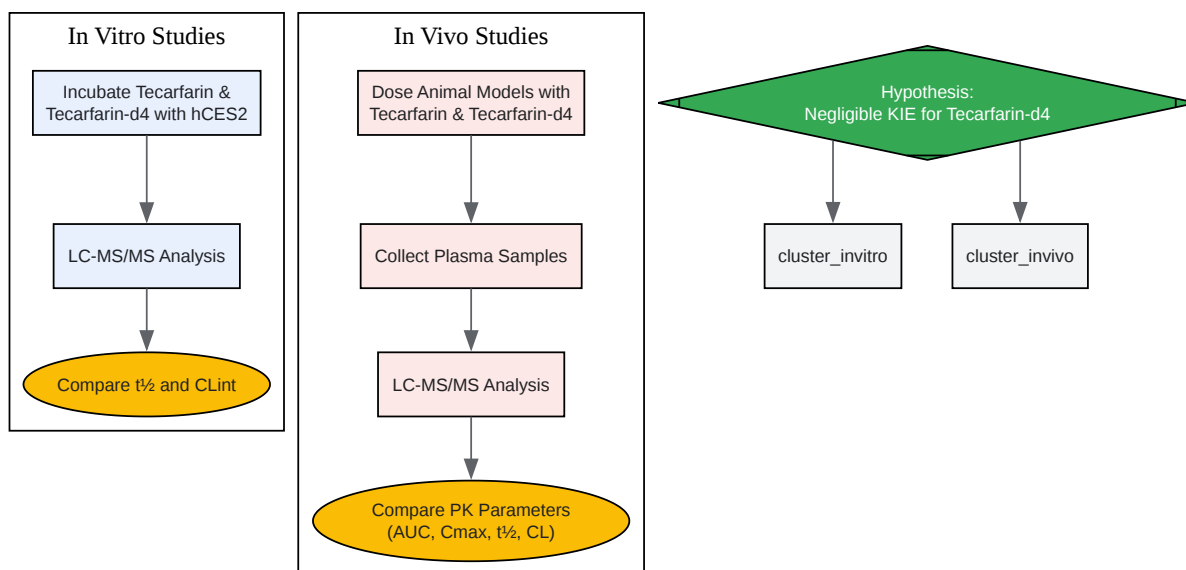 In Vitro Studies
Incubate Tecarfarin &
Tecarfarin-d4 with hCES2
LC-MS/MS Analysis
Compare t½ and CLint
In Vivo Studies
Dose Animal Models with
Tecarfarin & Tecarfarin-d4
Collect Plasma Samples
LC-MS/MS Analysis
Compare PK Parameters
(AUC, Cmax, t½, CL)
Hypothesis:
Negligible KIE for Tecarfarin-d4
cluster_invitro
cluster_invivo